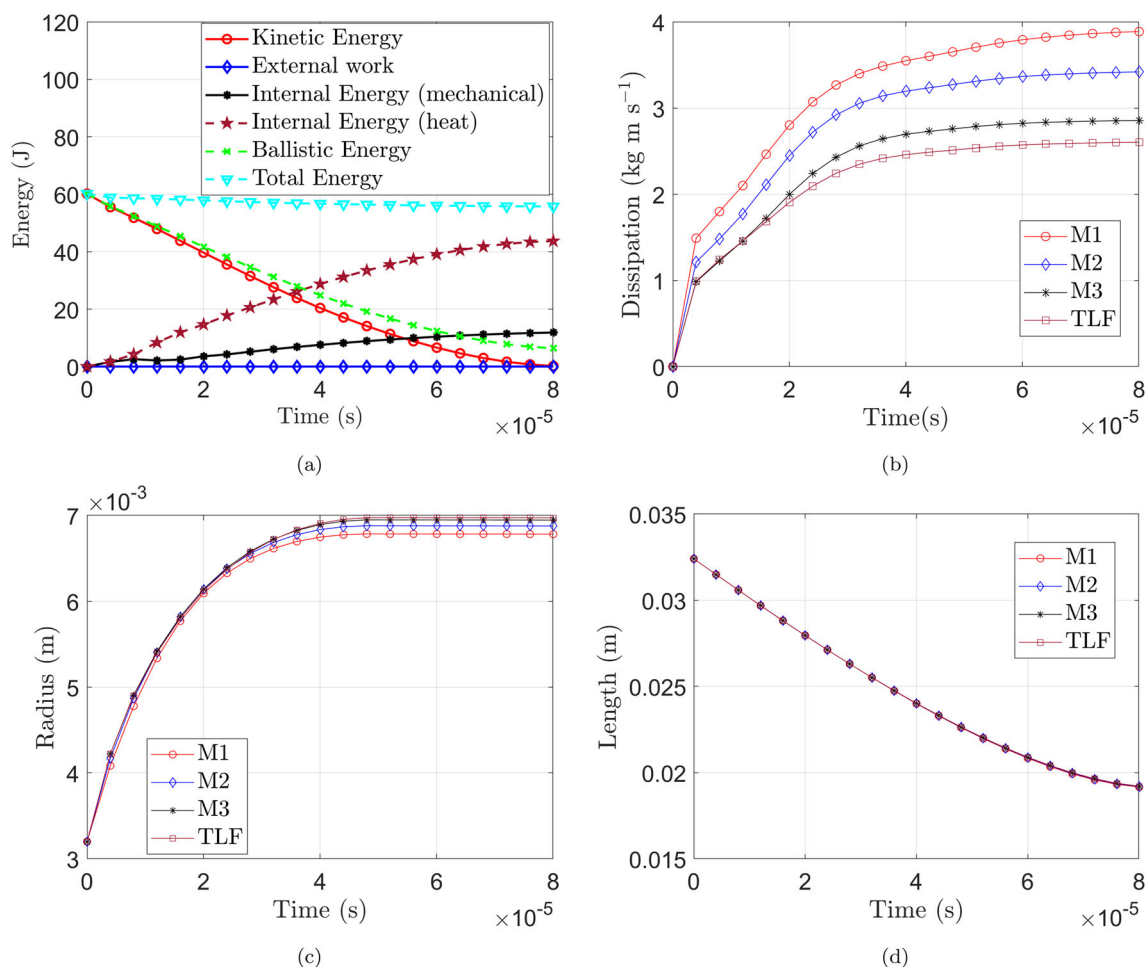 120
100
80
60
40
20
0
Energy (J)
Kinetic Energy
External work
Internal Energy (mechanical)
Internal Energy (heat)
Ballistic Energy
Total Energy
0 2 4 6 8
Time (s)
×10-5
(a)
4
3
2
1
0
Dissipation (kg m s−1)
M1
M2
M3
TLF
0 2 4 6 8
Time(s)
×10-5
(b)
×10-3
7
6
5
4
3
Radius (m)
M1
M2
M3
TLF
0 2 4 6 8
Time (s)
×10-5
(c)
0.035
0.03
0.025
0.02
0.015
Length (m)
M1
M2
M3
TLF
0 2 4 6 8
Time (s)
×10-5
(d)